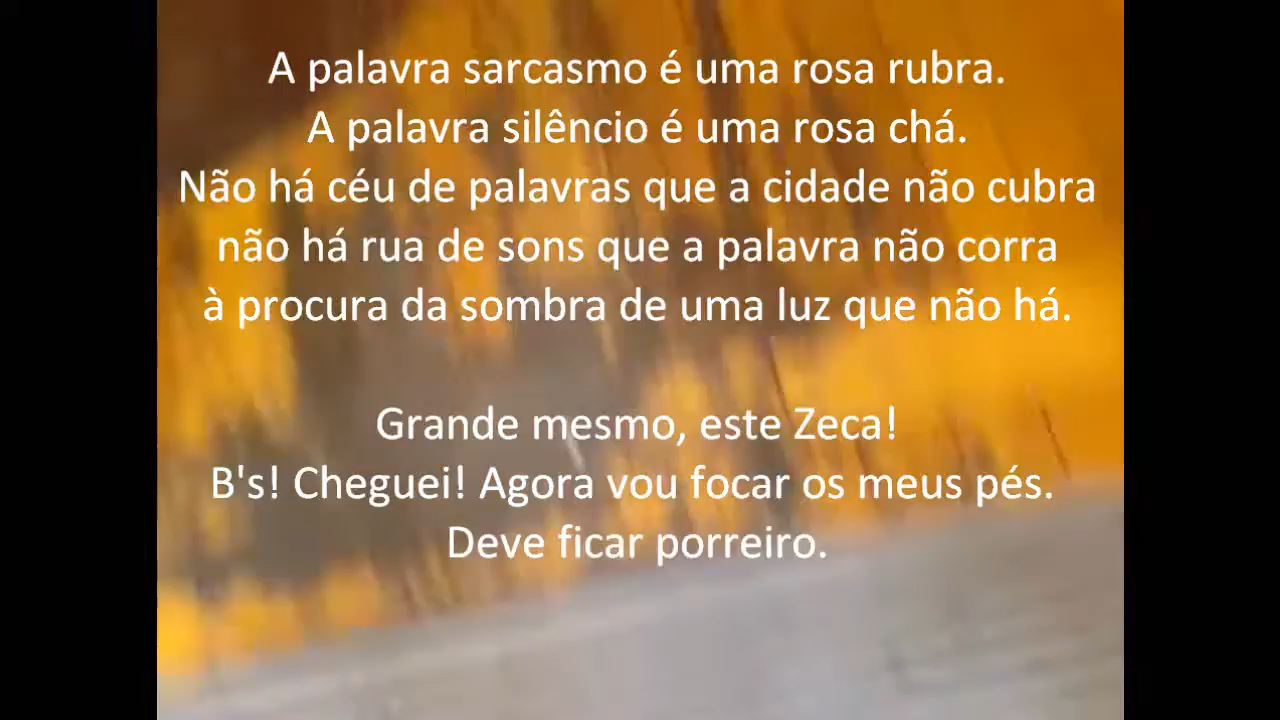 A palavra sarcasmo é uma rosa rubra.
A palavra silêncio é uma rosa chá.
Não há céu de palavras que a cidade não cubra
não há rua de sons que a palavra não corra
à procura da sombra de uma luz que não há.
Grande mesmo, este Zeca!
B's! Cheguei! Agora vou focar os meus pés.
Deve ficar porreiro.